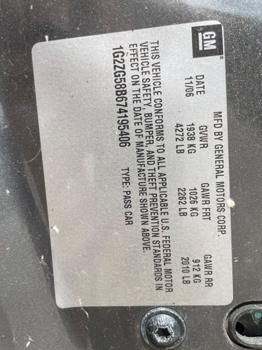 GM
MFD BY GENERAL MOTORS CORP.
DATE GVWR GAWR FRT GAWR RR
11/06 1938 KG 1026 KG 912 KG
4272 LB 2262 LB 2010 LB
THIS VEHICLE CONFORMS TO ALL APPLICABLE U.S. FEDERAL MOTOR
VEHICLE SAFETY, BUMPER, AND THEFT PREVENTION STANDARDS IN
EFFECT ON THE DATE OF MANUFACTURE SHOWN ABOVE.
1G2ZG58B674195406 TYPE: PASS CAR